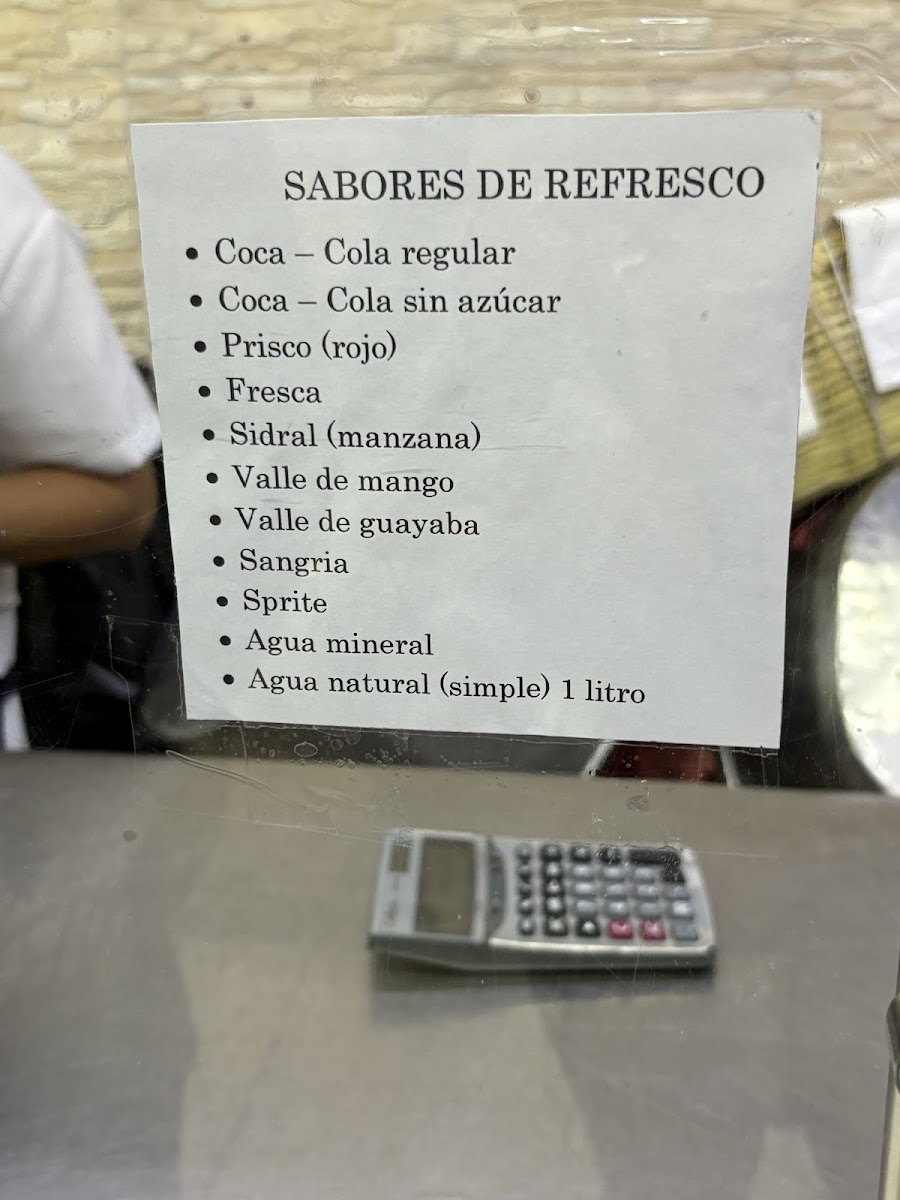 SABORES DE REFRESCO
• Coca – Cola regular
• Coca – Cola sin azúcar
• Prisco (rojo)
• Fresca
• Sidral (manzana)
• Valle de mango
• Valle de guayaba
• Sangria
• Sprite
• Agua mineral
• Agua natural (simple) 1 litro